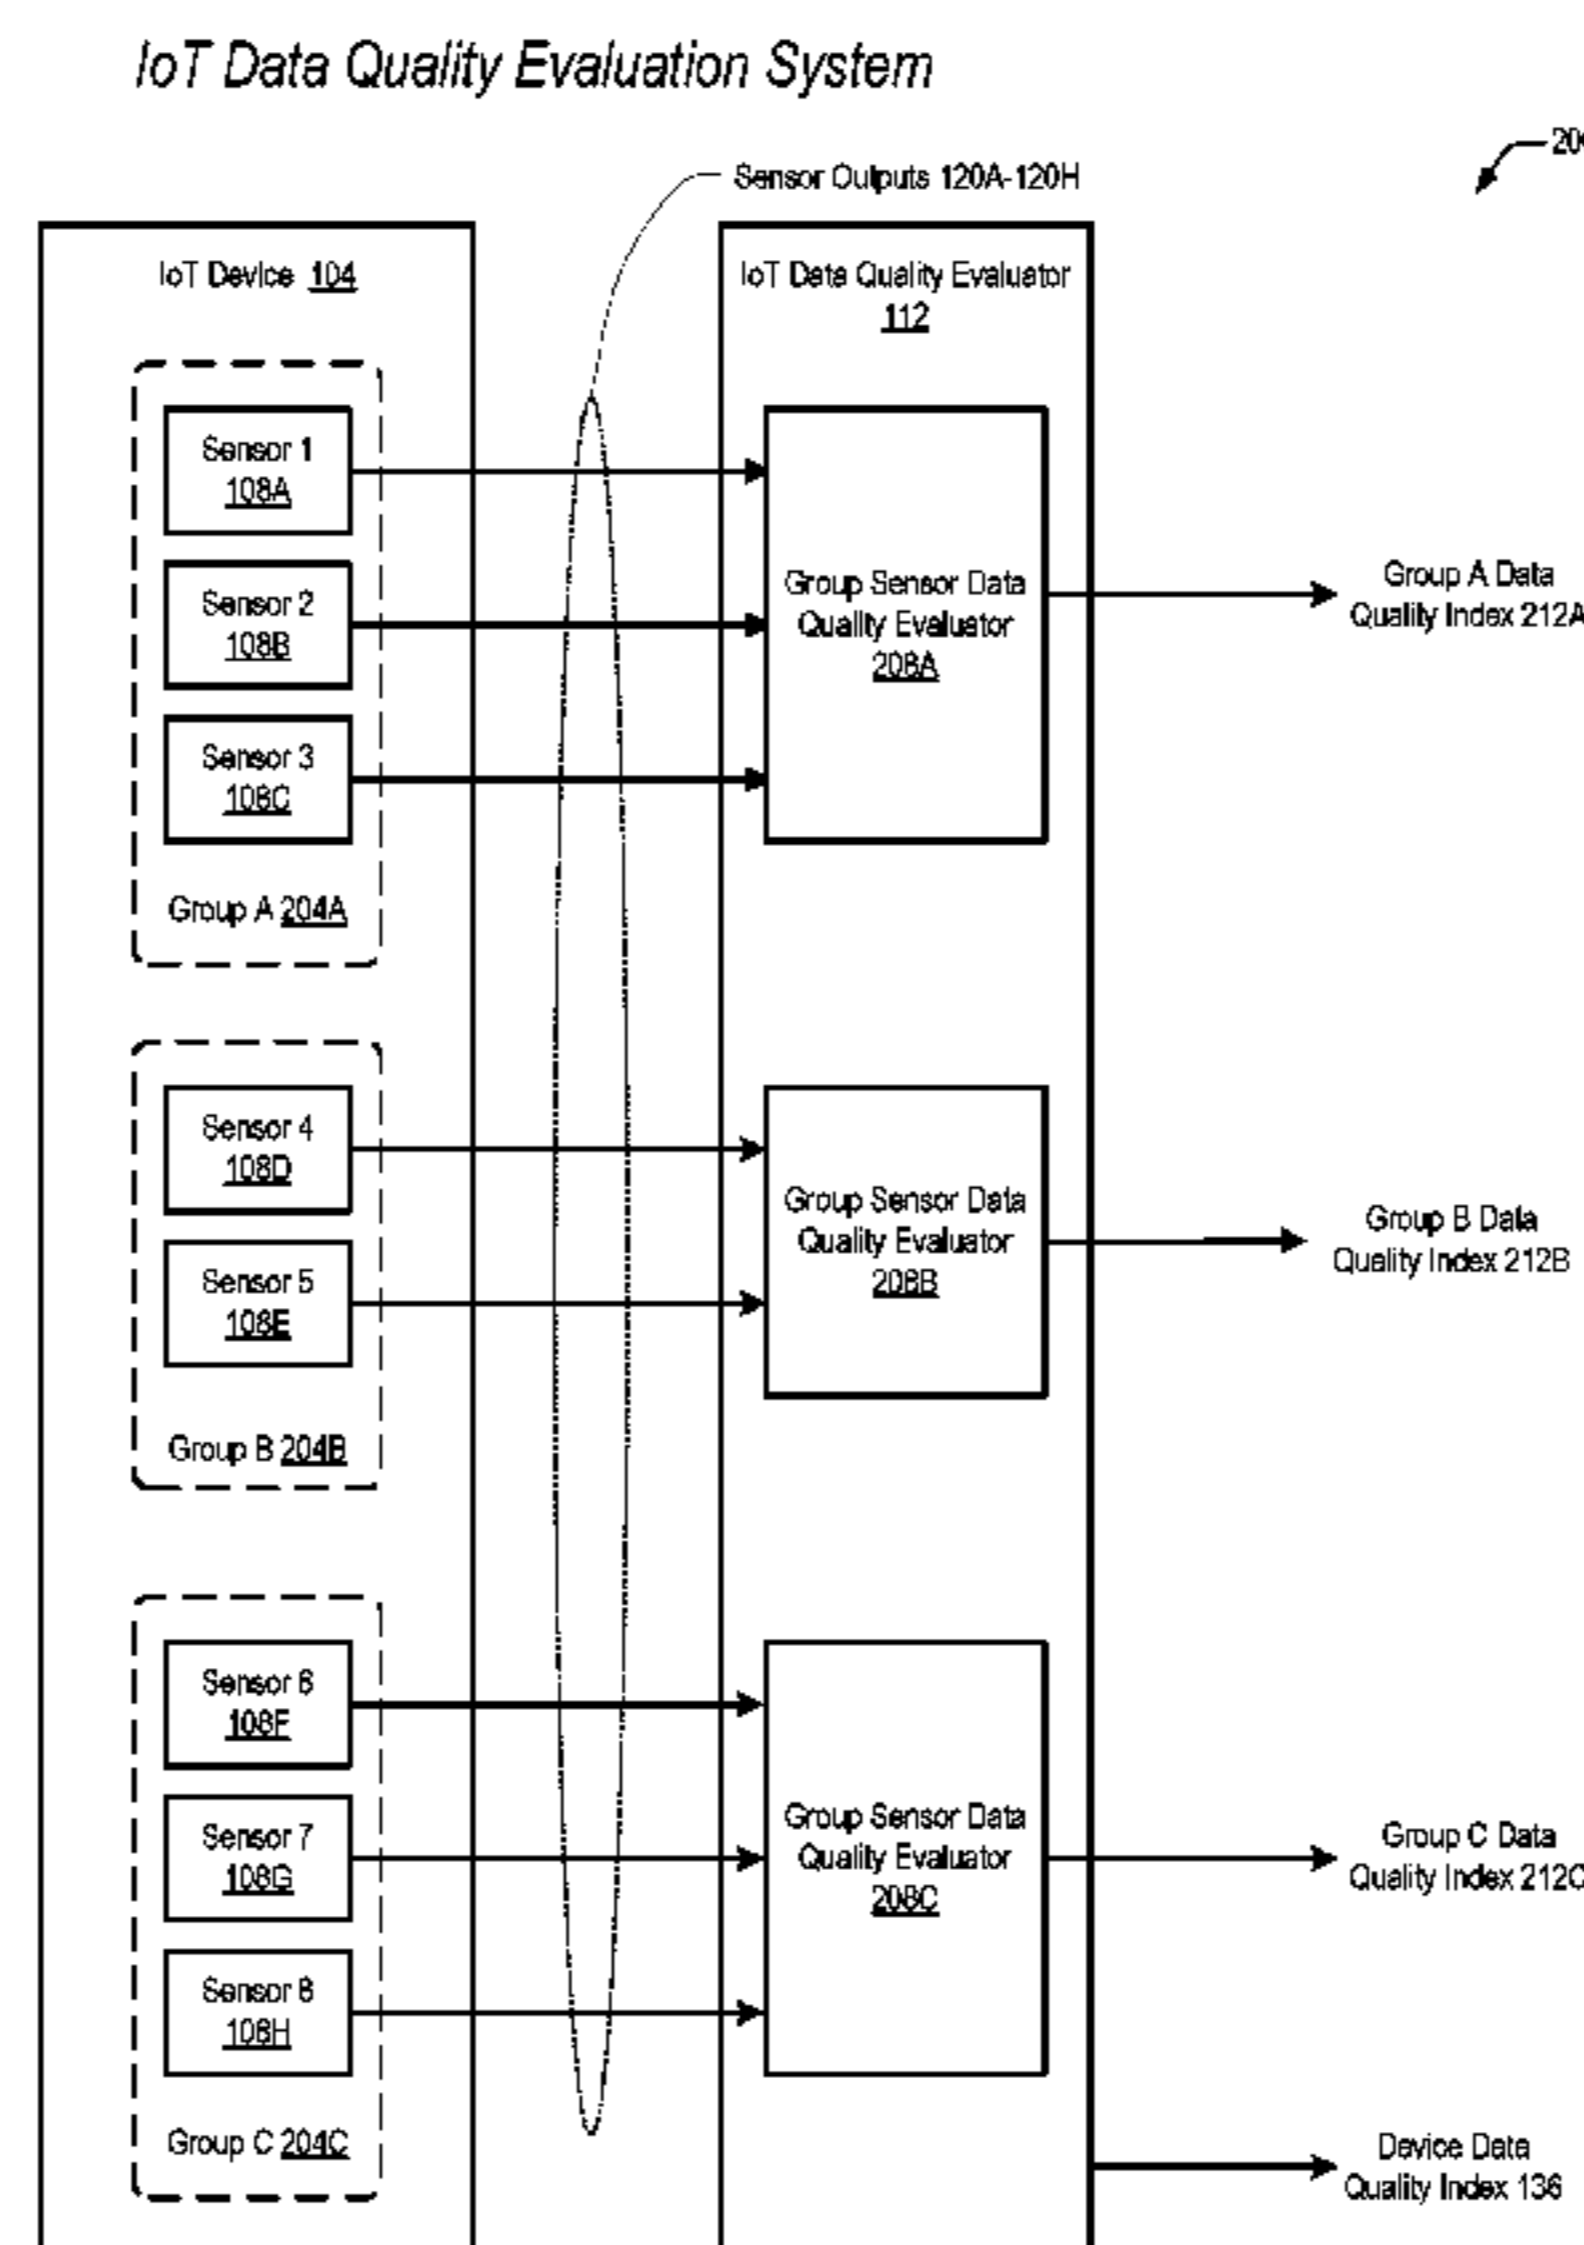 IoT Data Quality Evaluation System
Sensor Outputs 120A-120H
IoT Device 104
IoT Data Quality Evaluator
112
Sensor 1
108A
Sensor 2
108B
Sensor 3
108C
Group A 204A
Group Sensor Data
Quality Evaluator
208A
Group A Data
Quality Index 212A
Sensor 4
108D
Sensor 5
108E
Group B 204B
Group Sensor Data
Quality Evaluator
208B
Group B Data
Quality Index 212B
Sensor 6
108F
Sensor 7
108G
Sensor 8
108H
Group C 204C
Group Sensor Data
Quality Evaluator
208C
Group C Data
Quality Index 212C
Device Data
Quality Index 136